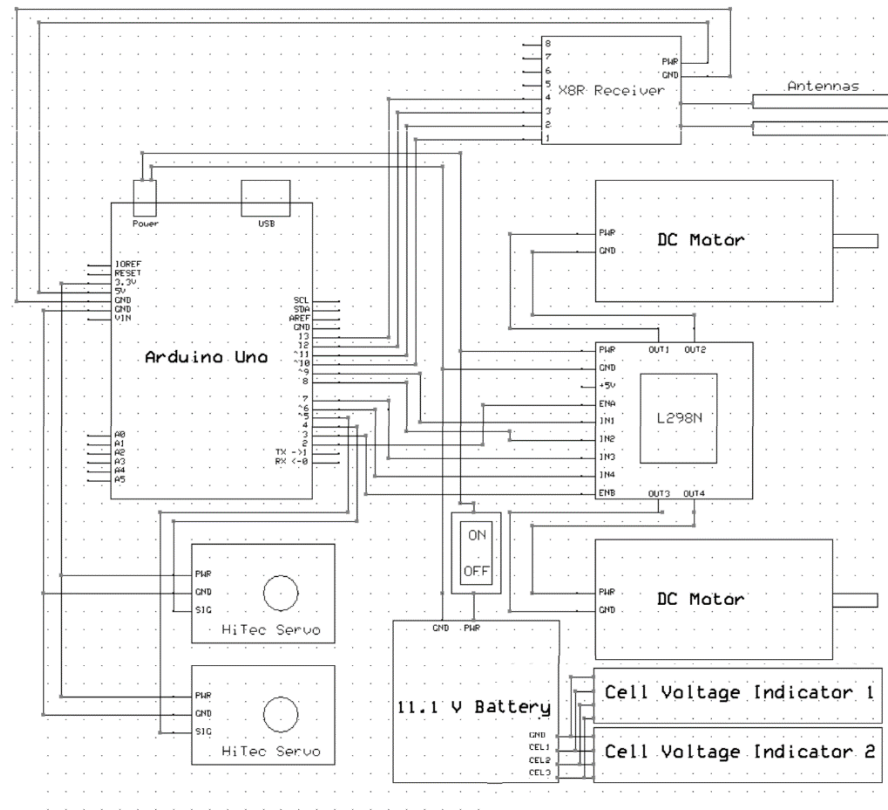 8
7
6
5
4
3
2
1
PWR
GND
X8R Receiver
Antennas
Power
USB
IOREF
RESET
3.3V
5V
GND
GND
VIN
A0
A1
A2
A3
A4
A5
Arduino Uno
SCL
SDA
AREF
GND
13
12
~11
~10
~9
8
7
~6
~5
4
3
2
TX ->1
RX <-0
PWR
GND
DC Motor
OUT1 OUT2
PWR
GND
+5V
ENA
IN1
IN2
IN3
IN4
ENB
L298N
OUT3 OUT4
ON
OFF
PWR
GND
SIG
HiTec Servo
PWR
GND
SIG
HiTec Servo
PWR
GND
DC Motor
GND PWR
11.1 V Battery
GND
CEL1
CEL2
CEL3
Cell Voltage Indicator 1
Cell Voltage Indicator 2